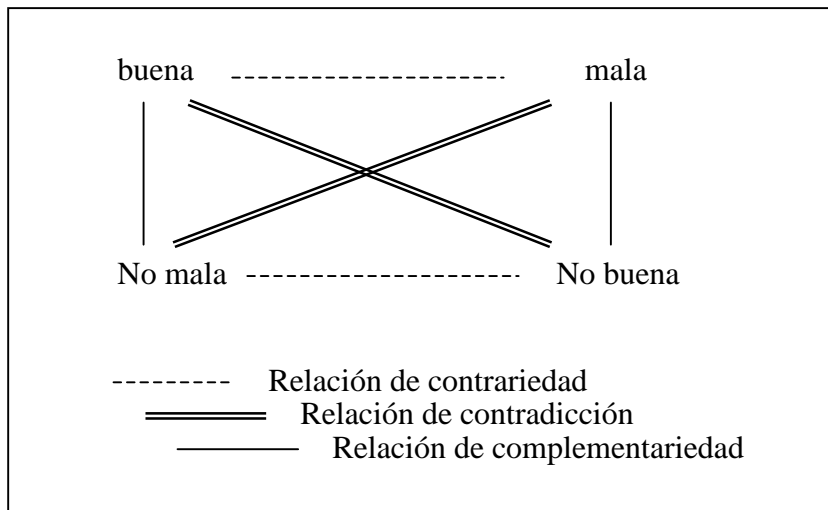 buena mala
No mala No buena
Relación de contrariedad
Relación de contradicción
Relación de complementariedad